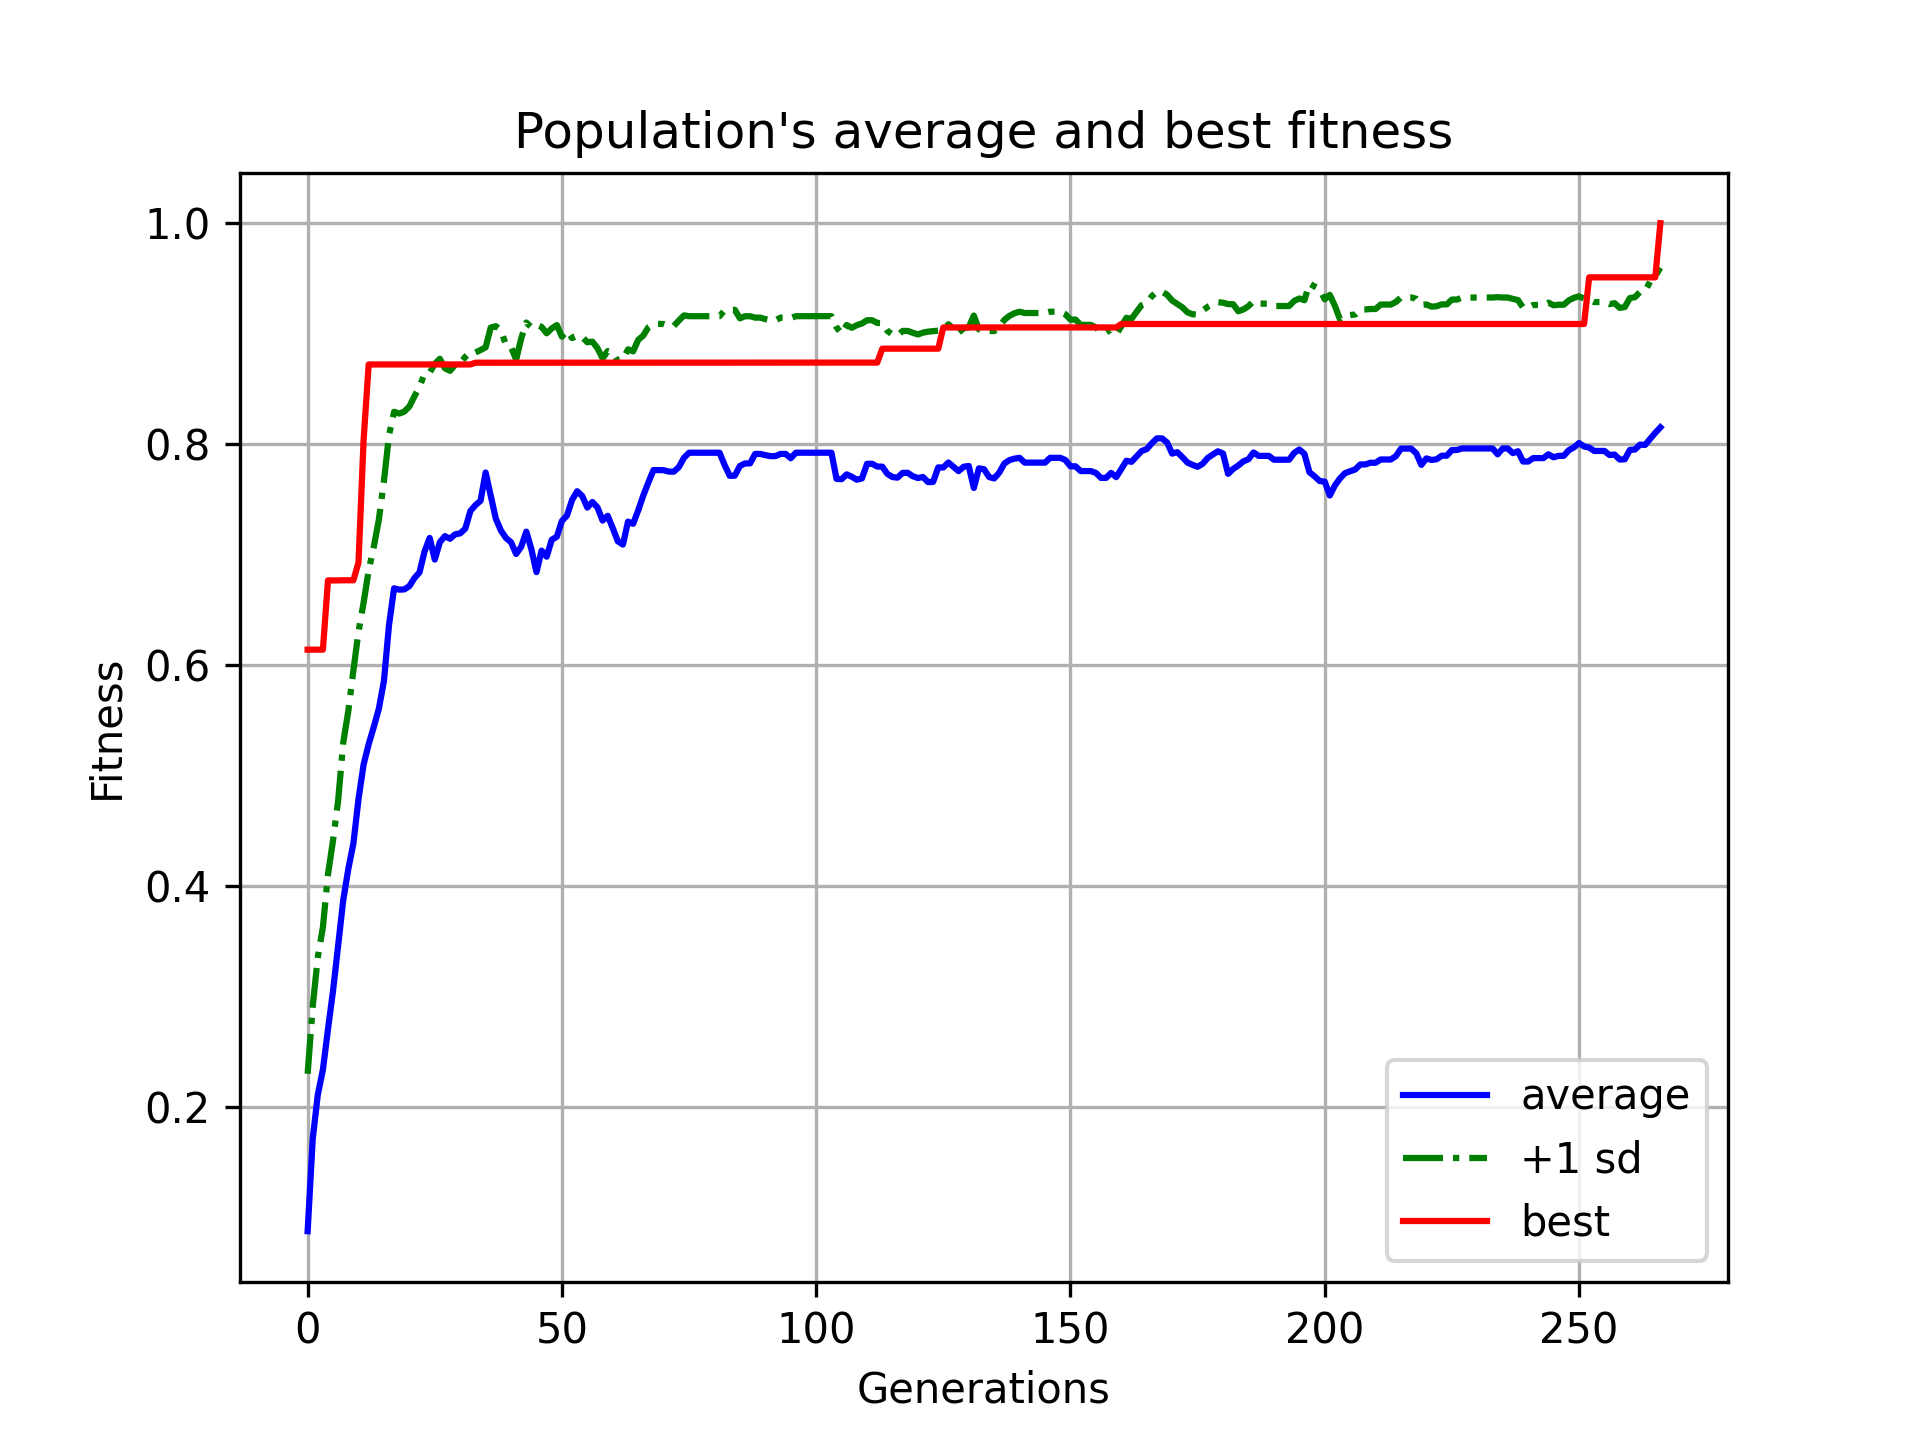 Population's average and best fitness
Fitness
1.0
0.8
0.6
0.4
0.2
0 50 100 150 200 250
Generations
average
+1 sd
best